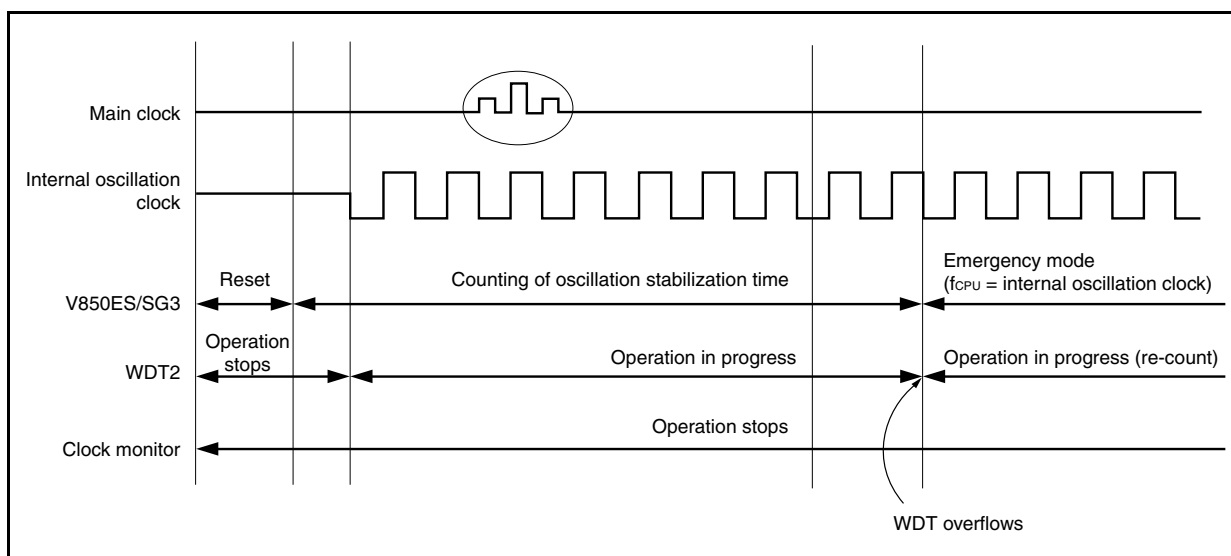 Main clock
Internal oscillation
clock
V850ES/SG3
Reset
Counting of oscillation stabilization time
Emergency mode
(fCPU = internal oscillation clock)
WDT2
Operation
stops
Operation in progress
Operation in progress (re-count)
Clock monitor
Operation stops
WDT overflows